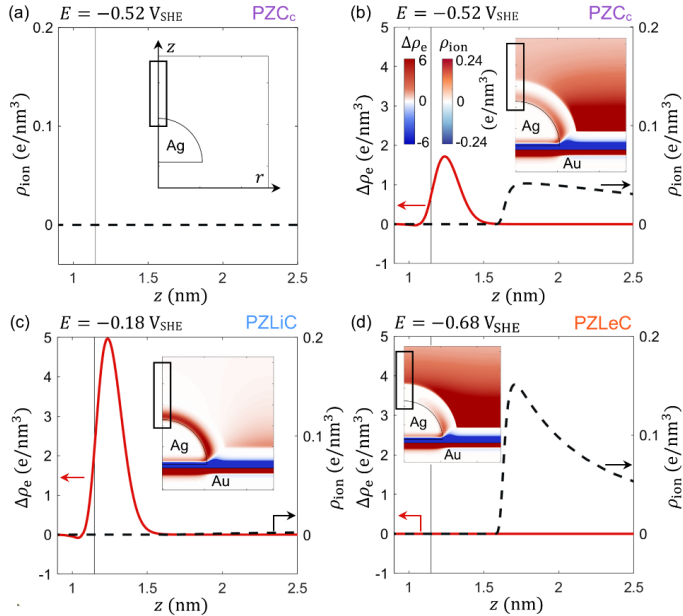 (a) E = −0.52 V_SHE PZC_c
ρ_ion (e/nm³)
0.2
0.1
0
z
Ag
r
1 1.5 2 2.5
z (nm)
(b) E = −0.52 V_SHE PZC_c
Δρ_e (e/nm³)
5
4
3
2
1
0
-1
Δρ_e ρ_ion
6 0.24
0 0
-6 -0.24
(e/nm³)
Ag
Au
0.2
0.1
0
ρ_ion (e/nm³)
1 1.5 2 2.5
z (nm)
(c) E = −0.18 V_SHE PZLiC
Δρ_e (e/nm³)
5
4
3
2
1
0
-1
Ag
Au
0.2
0.1
0
ρ_ion (e/nm³)
1 1.5 2 2.5
z (nm)
(d) E = −0.68 V_SHE PZLeC
Δρ_e (e/nm³)
5
4
3
2
1
0
-1
Ag
Au
0.2
0.1
0
ρ_ion (e/nm³)
1 1.5 2 2.5
z (nm)